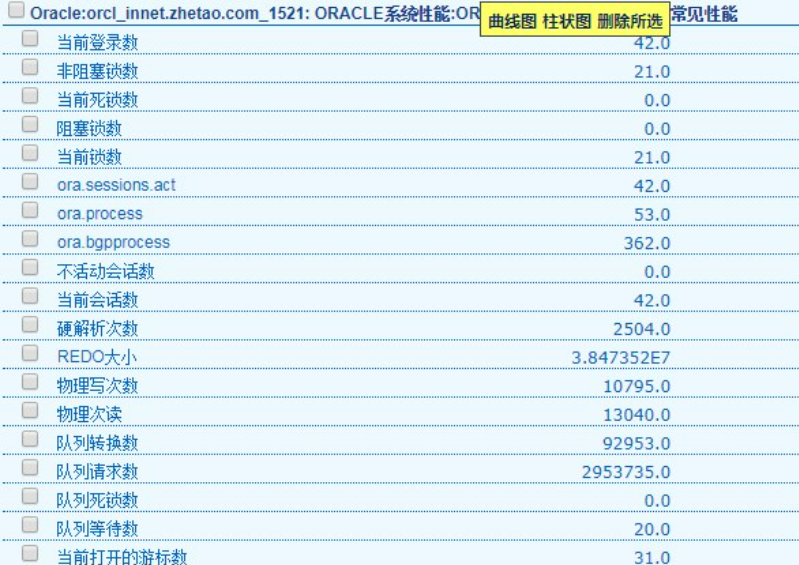 Oracle:orcl_innet.zhetao.com_1521: ORACLE系统性能:OR
曲线图 柱状图 删除所选
常见性能
当前登录数 42.0
非阻塞锁数 21.0
当前死锁数 0.0
阻塞锁数 0.0
当前锁数 21.0
ora.sessions.act 42.0
ora.process 53.0
ora.bgpprocess 362.0
不活动会话数 0.0
当前会话数 42.0
硬解析次数 2504.0
REDO大小 3.847352E7
物理写次数 10795.0
物理次读 13040.0
队列转换数 92953.0
队列请求数 2953735.0
队列死锁数 0.0
队列等待数 20.0
当前打开的游标数 31.0